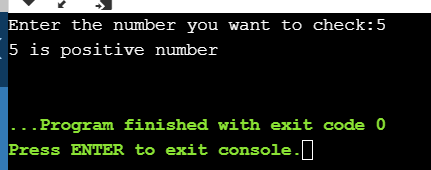 Enter the number you want to check:5
5 is positive number
...Program finished with exit code 0
Press ENTER to exit console.